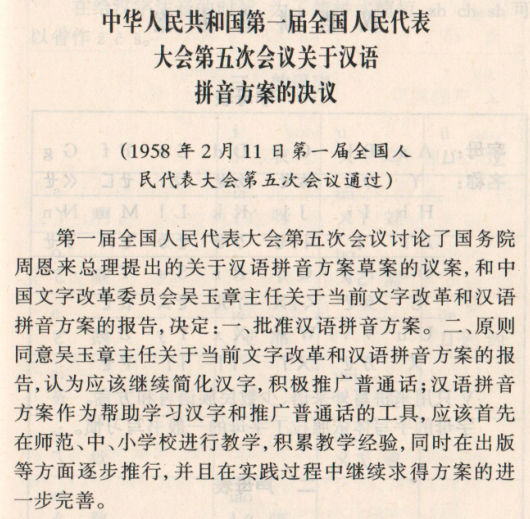 中华人民共和国第一届全国人民代表
大会第五次会议关于汉语
拼音方案的决议
(1958年2月11日第一届全国人
民代表大会第五次会议通过)
第一届全国人民代表大会第五次会议讨论了国务院
周恩来总理提出的关于汉语拼音方案草案的议案,和中
国文字改革委员会吴玉章主任关于当前文字改革和汉语
拼音方案的报告,决定:一、批准汉语拼音方案。二、原则
同意吴玉章主任关于当前文字改革和汉语拼音方案的报
告,认为应该继续简化汉字,积极推广普通话;汉语拼音
方案作为帮助学习汉字和推广普通话的工具,应该首先
在师范、中、小学校进行教学,积累教学经验,同时在出版
等方面逐步推行,并且在实践过程中继续求得方案的进
一步完善。